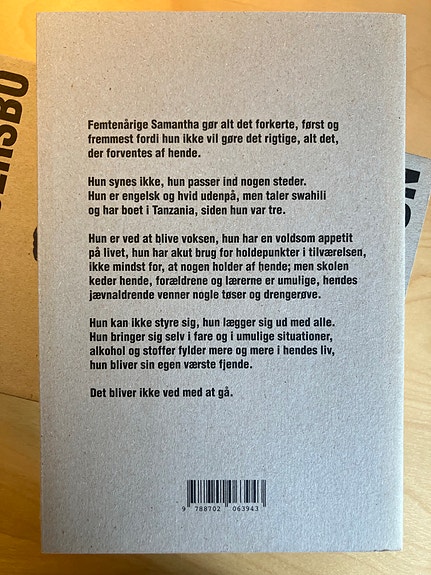 Femtenårige Samantha gør alt det forkerte, først og
fremmest fordi hun ikke vil gøre det rigtige, alt det,
der forventes af hende.
Hun synes ikke, hun passer ind nogen steder.
Hun er engelsk og hvid udenpå, men taler swahili
og har boet i Tanzania, siden hun var tre.
Hun er ved at blive voksen, hun har en voldsom appetit
på livet, hun har akut brug for holdepunkter i tilværelsen,
ikke mindst for, at nogen holder af hende; men skolen
keder hende, forældrene og lærerne er umulige, hendes
jævnaldrende venner nogle tøser og drengerøve.
Hun kan ikke styre sig, hun lægger sig ud med alle.
Hun bringer sig selv i fare og i umulige situationer,
alkohol og stoffer fylder mere og mere i hendes liv,
hun bliver sin egen værste fjende.
Det bliver ikke ved med at gå.
9 788702 063943